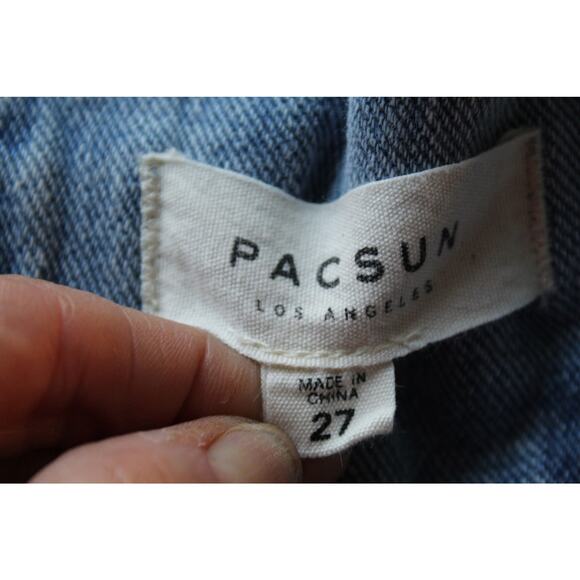 PACSUN
LOS ANGELES
MADE IN
CHINA
27